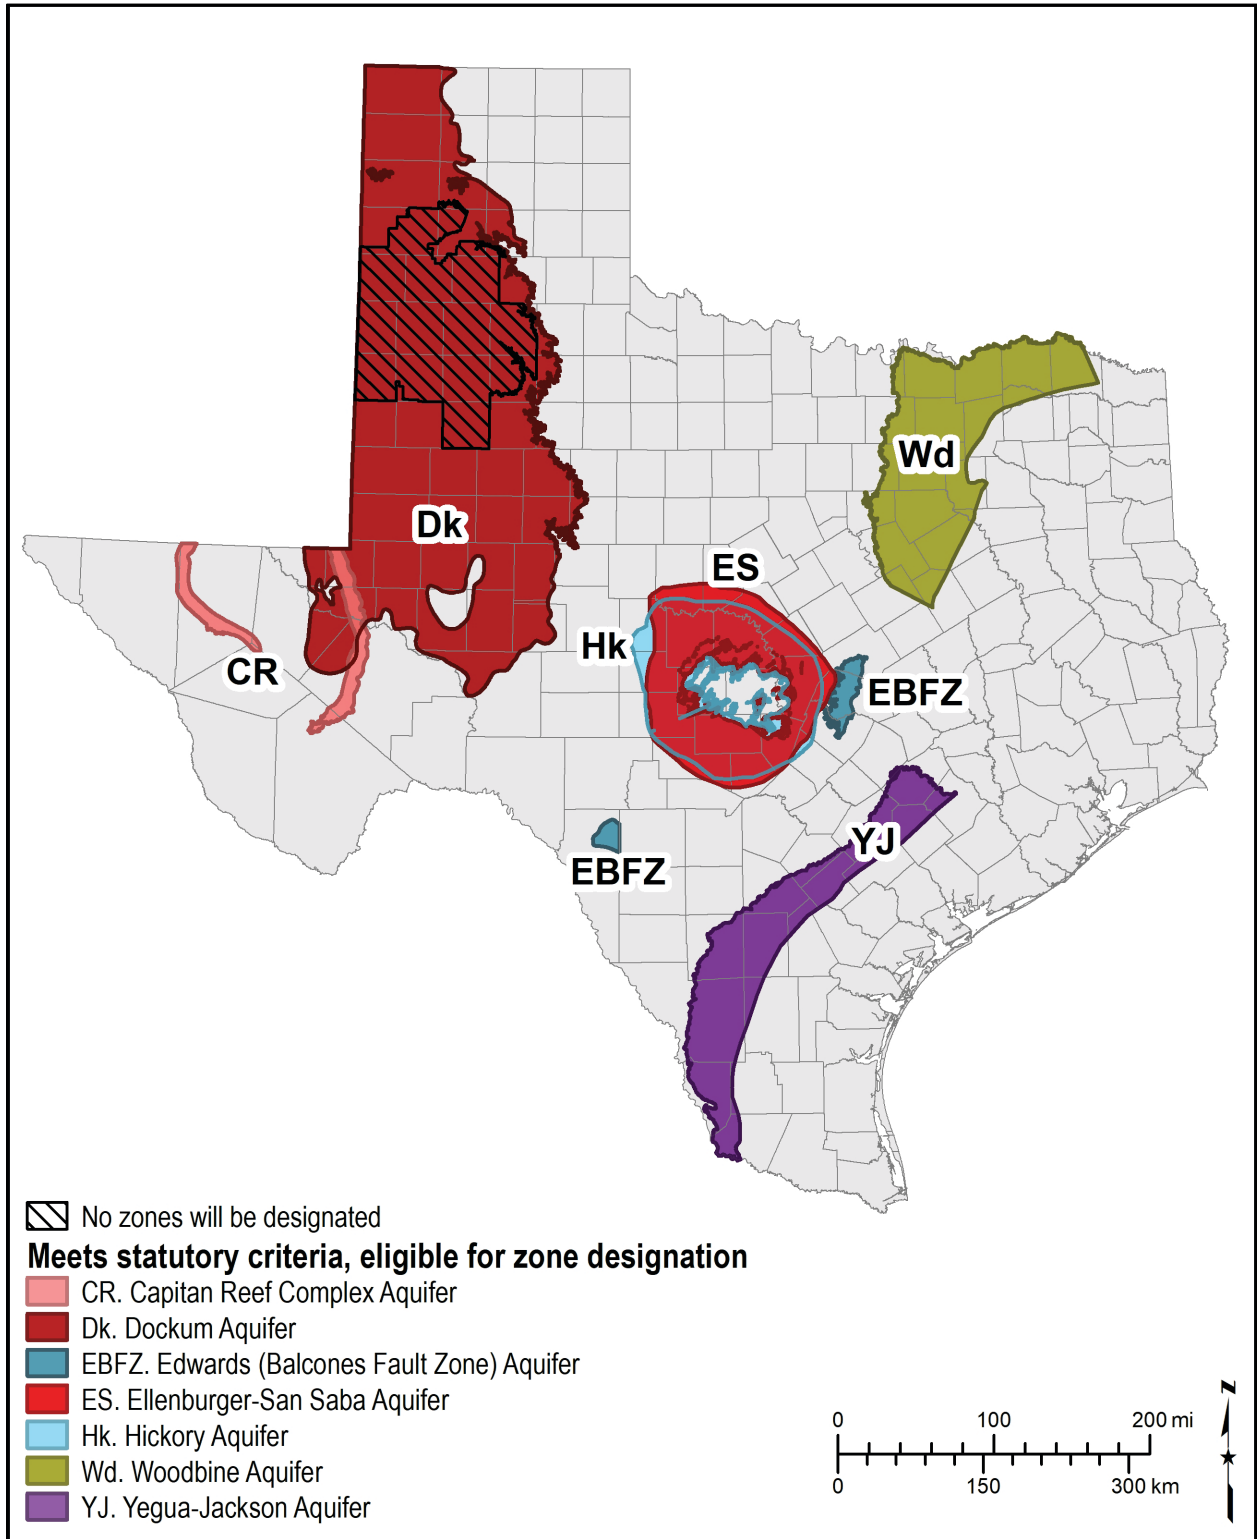 Wd
Dk
ES
Hk
CR
EBFZ
YJ
EBFZ
No zones will be designated
Meets statutory criteria, eligible for zone designation
CR. Capitan Reef Complex Aquifer
Dk. Dockum Aquifer
EBFZ. Edwards (Balcones Fault Zone) Aquifer
ES. Ellenburger-San Saba Aquifer
Hk. Hickory Aquifer
Wd. Woodbine Aquifer
YJ. Yegua-Jackson Aquifer
0 100 200 mi
0 150 300 km
N